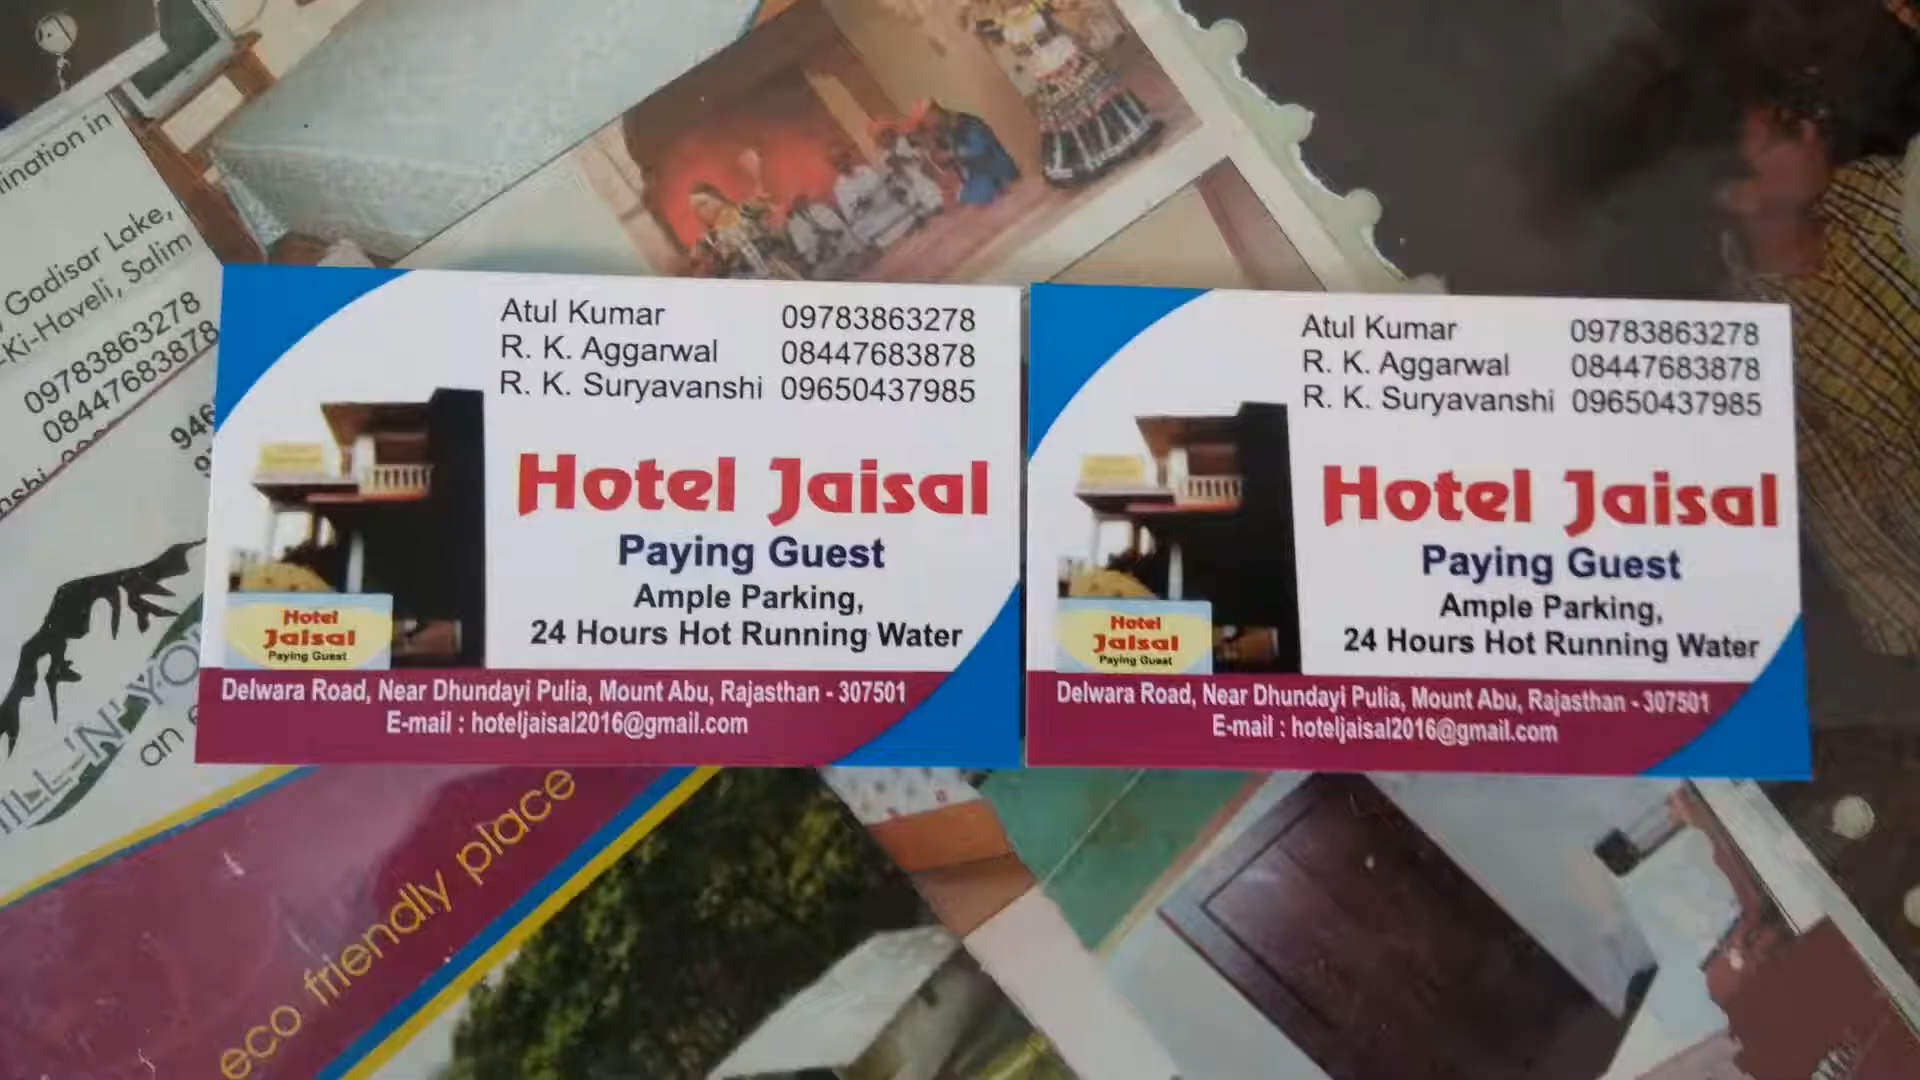 ination in
Gadisar Lake,
-Ki-Haveli, Salim
09783863278
08447683878
946
an e
eco friendly place
Atul Kumar 09783863278
R. K. Aggarwal 08447683878
R. K. Suryavanshi 09650437985
Hotel Jaisal
Paying Guest
Ample Parking,
24 Hours Hot Running Water
Hotel
Jaisal
Paying Guest
Delwara Road, Near Dhundayi Pulia, Mount Abu, Rajasthan - 307501
E-mail : hoteljaisal2016@gmail.com
Atul Kumar 09783863278
R. K. Aggarwal 08447683878
R. K. Suryavanshi 09650437985
Hotel Jaisal
Paying Guest
Ample Parking,
24 Hours Hot Running Water
Hotel
Jaisal
Paying Guest
Delwara Road, Near Dhundayi Pulia, Mount Abu, Rajasthan - 307501
E-mail : hoteljaisal2016@gmail.com